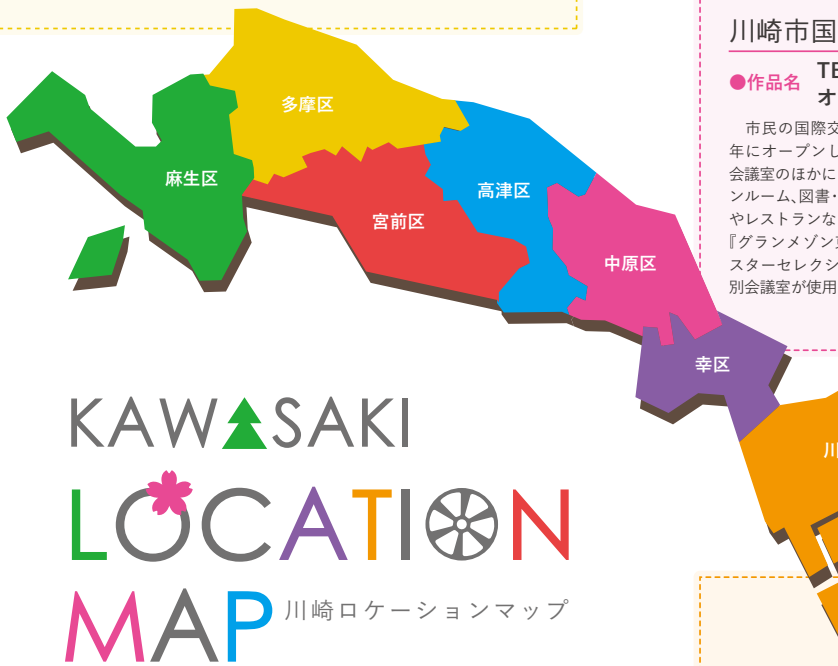 川崎市国
●作品名 TE
オ
市民の国際交
年にオープンし
会議室のほかに
ンルーム、図書・
やレストランな
『グランメゾン東
スターセレクシ
別会議室が使用
多摩区
麻生区
高津区
宮前区
中原区
幸区
川
KAWASAKI
LOCATION
MAP 川崎ロケーションマップ